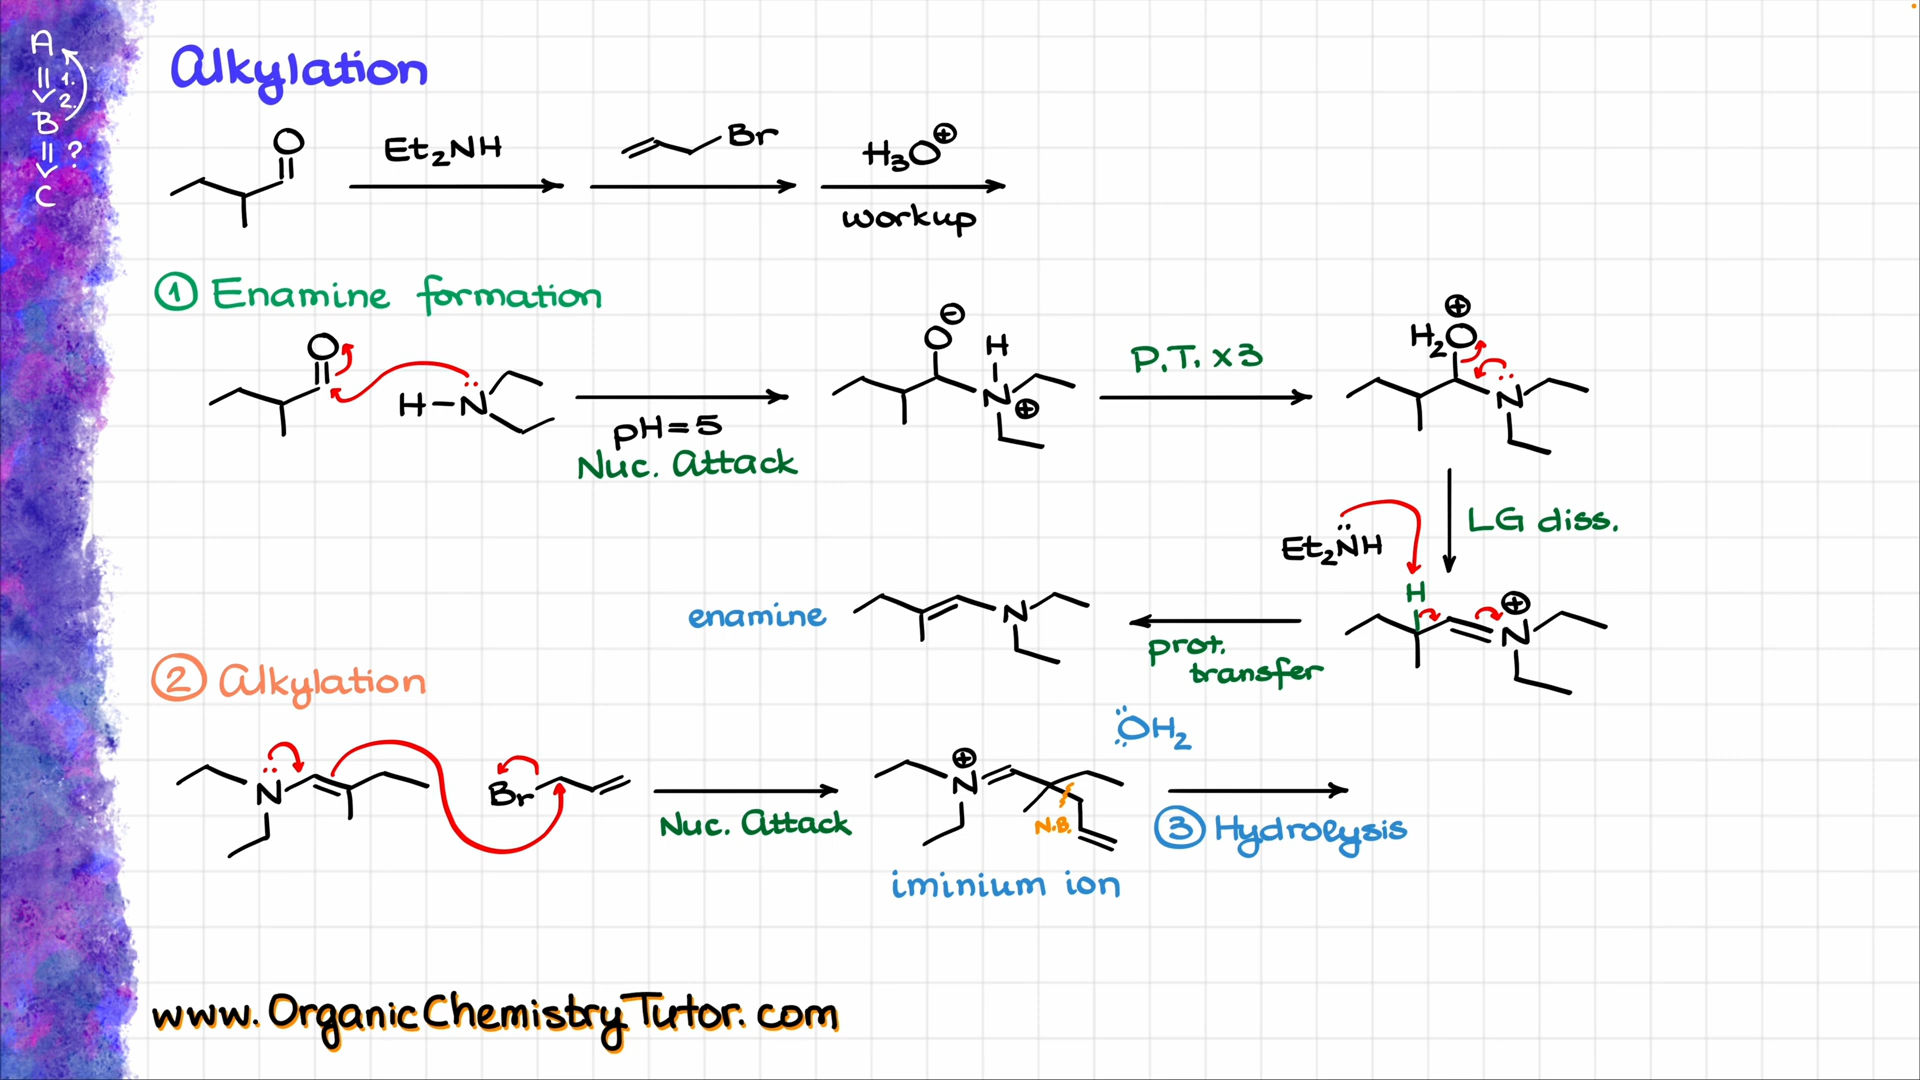 A
1.
2.
B
?
C
Alkylation
O
Et₂NH
Br
H₃O⊕
workup
① Enamine formation
O
H–N
pH=5
Nuc. Attack
O⊖
H
N⊕
P.T. x3
⊕
H₂O
N
LG diss.
Et₂NH
H
⊕
N
prot.
transfer
enamine
N
② Alkylation
N
Br
Nuc. Attack
⊕
N
N.B.
iminium ion
OH₂
③ Hydrolysis
www.OrganicChemistryTutor.com